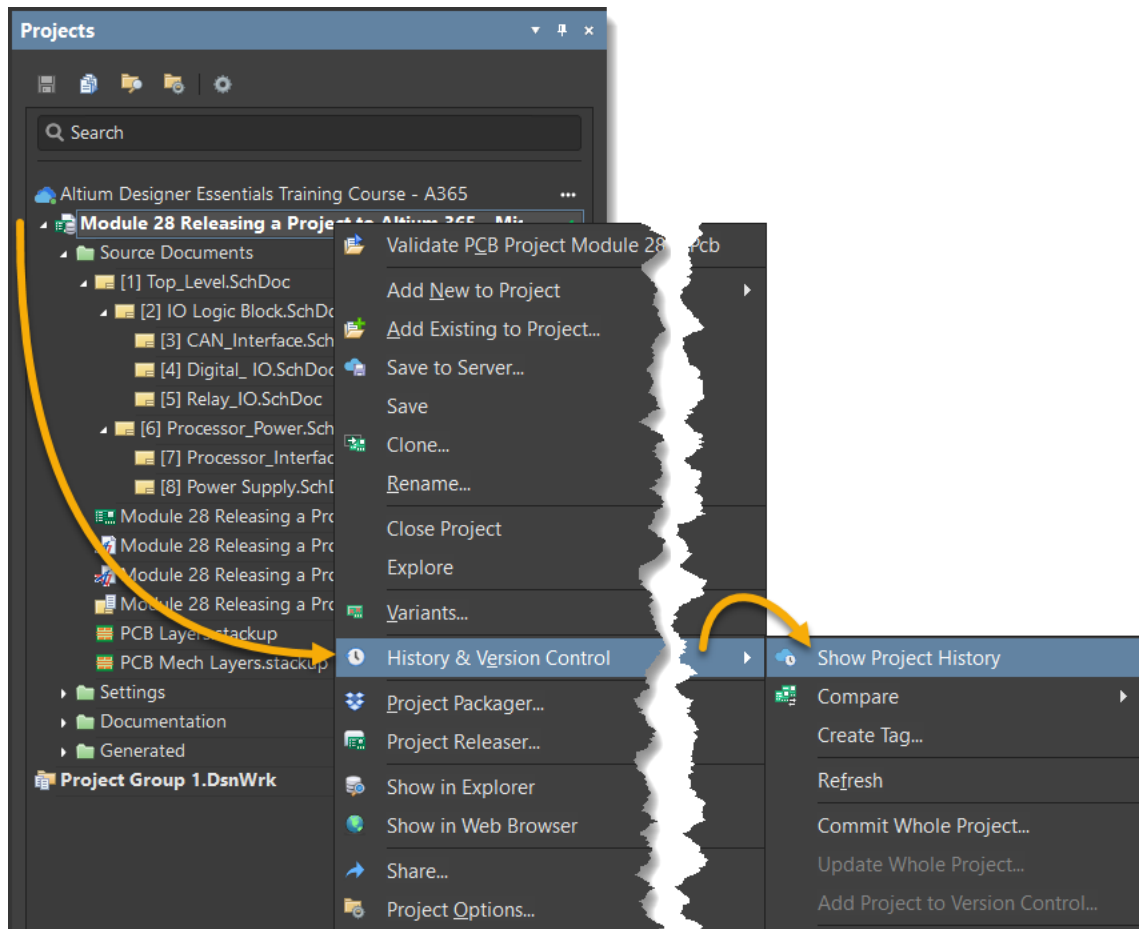 Projects
Search
Altium Designer Essentials Training Course - A365
Module 28 Releasing a Project to Altium 365 - Mir
Source Documents
[1] Top_Level.SchDoc
[2] IO Logic Block.SchDo
[3] CAN_Interface.Sch
[4] Digital_ IO.SchDoc
[5] Relay_IO.SchDoc
[6] Processor_Power.Sch
[7] Processor_Interfac
[8] Power Supply.SchD
Module 28 Releasing a Pro
Module 28 Releasing a Pro
Module 28 Releasing a Pro
Module 28 Releasing a Pro
PCB Layers.stackup
PCB Mech Layers.stackup
Settings
Documentation
Generated
Project Group 1.DsnWrk
Validate PCB Project Module 28 Pcb
Add New to Project
Add Existing to Project...
Save to Server...
Save
Clone...
Rename...
Close Project
Explore
Variants...
History & Version Control
Project Packager...
Project Releaser...
Show in Explorer
Show in Web Browser
Share...
Project Options...
Show Project History
Compare
Create Tag...
Refresh
Commit Whole Project...
Update Whole Project...
Add Project to Version Control...